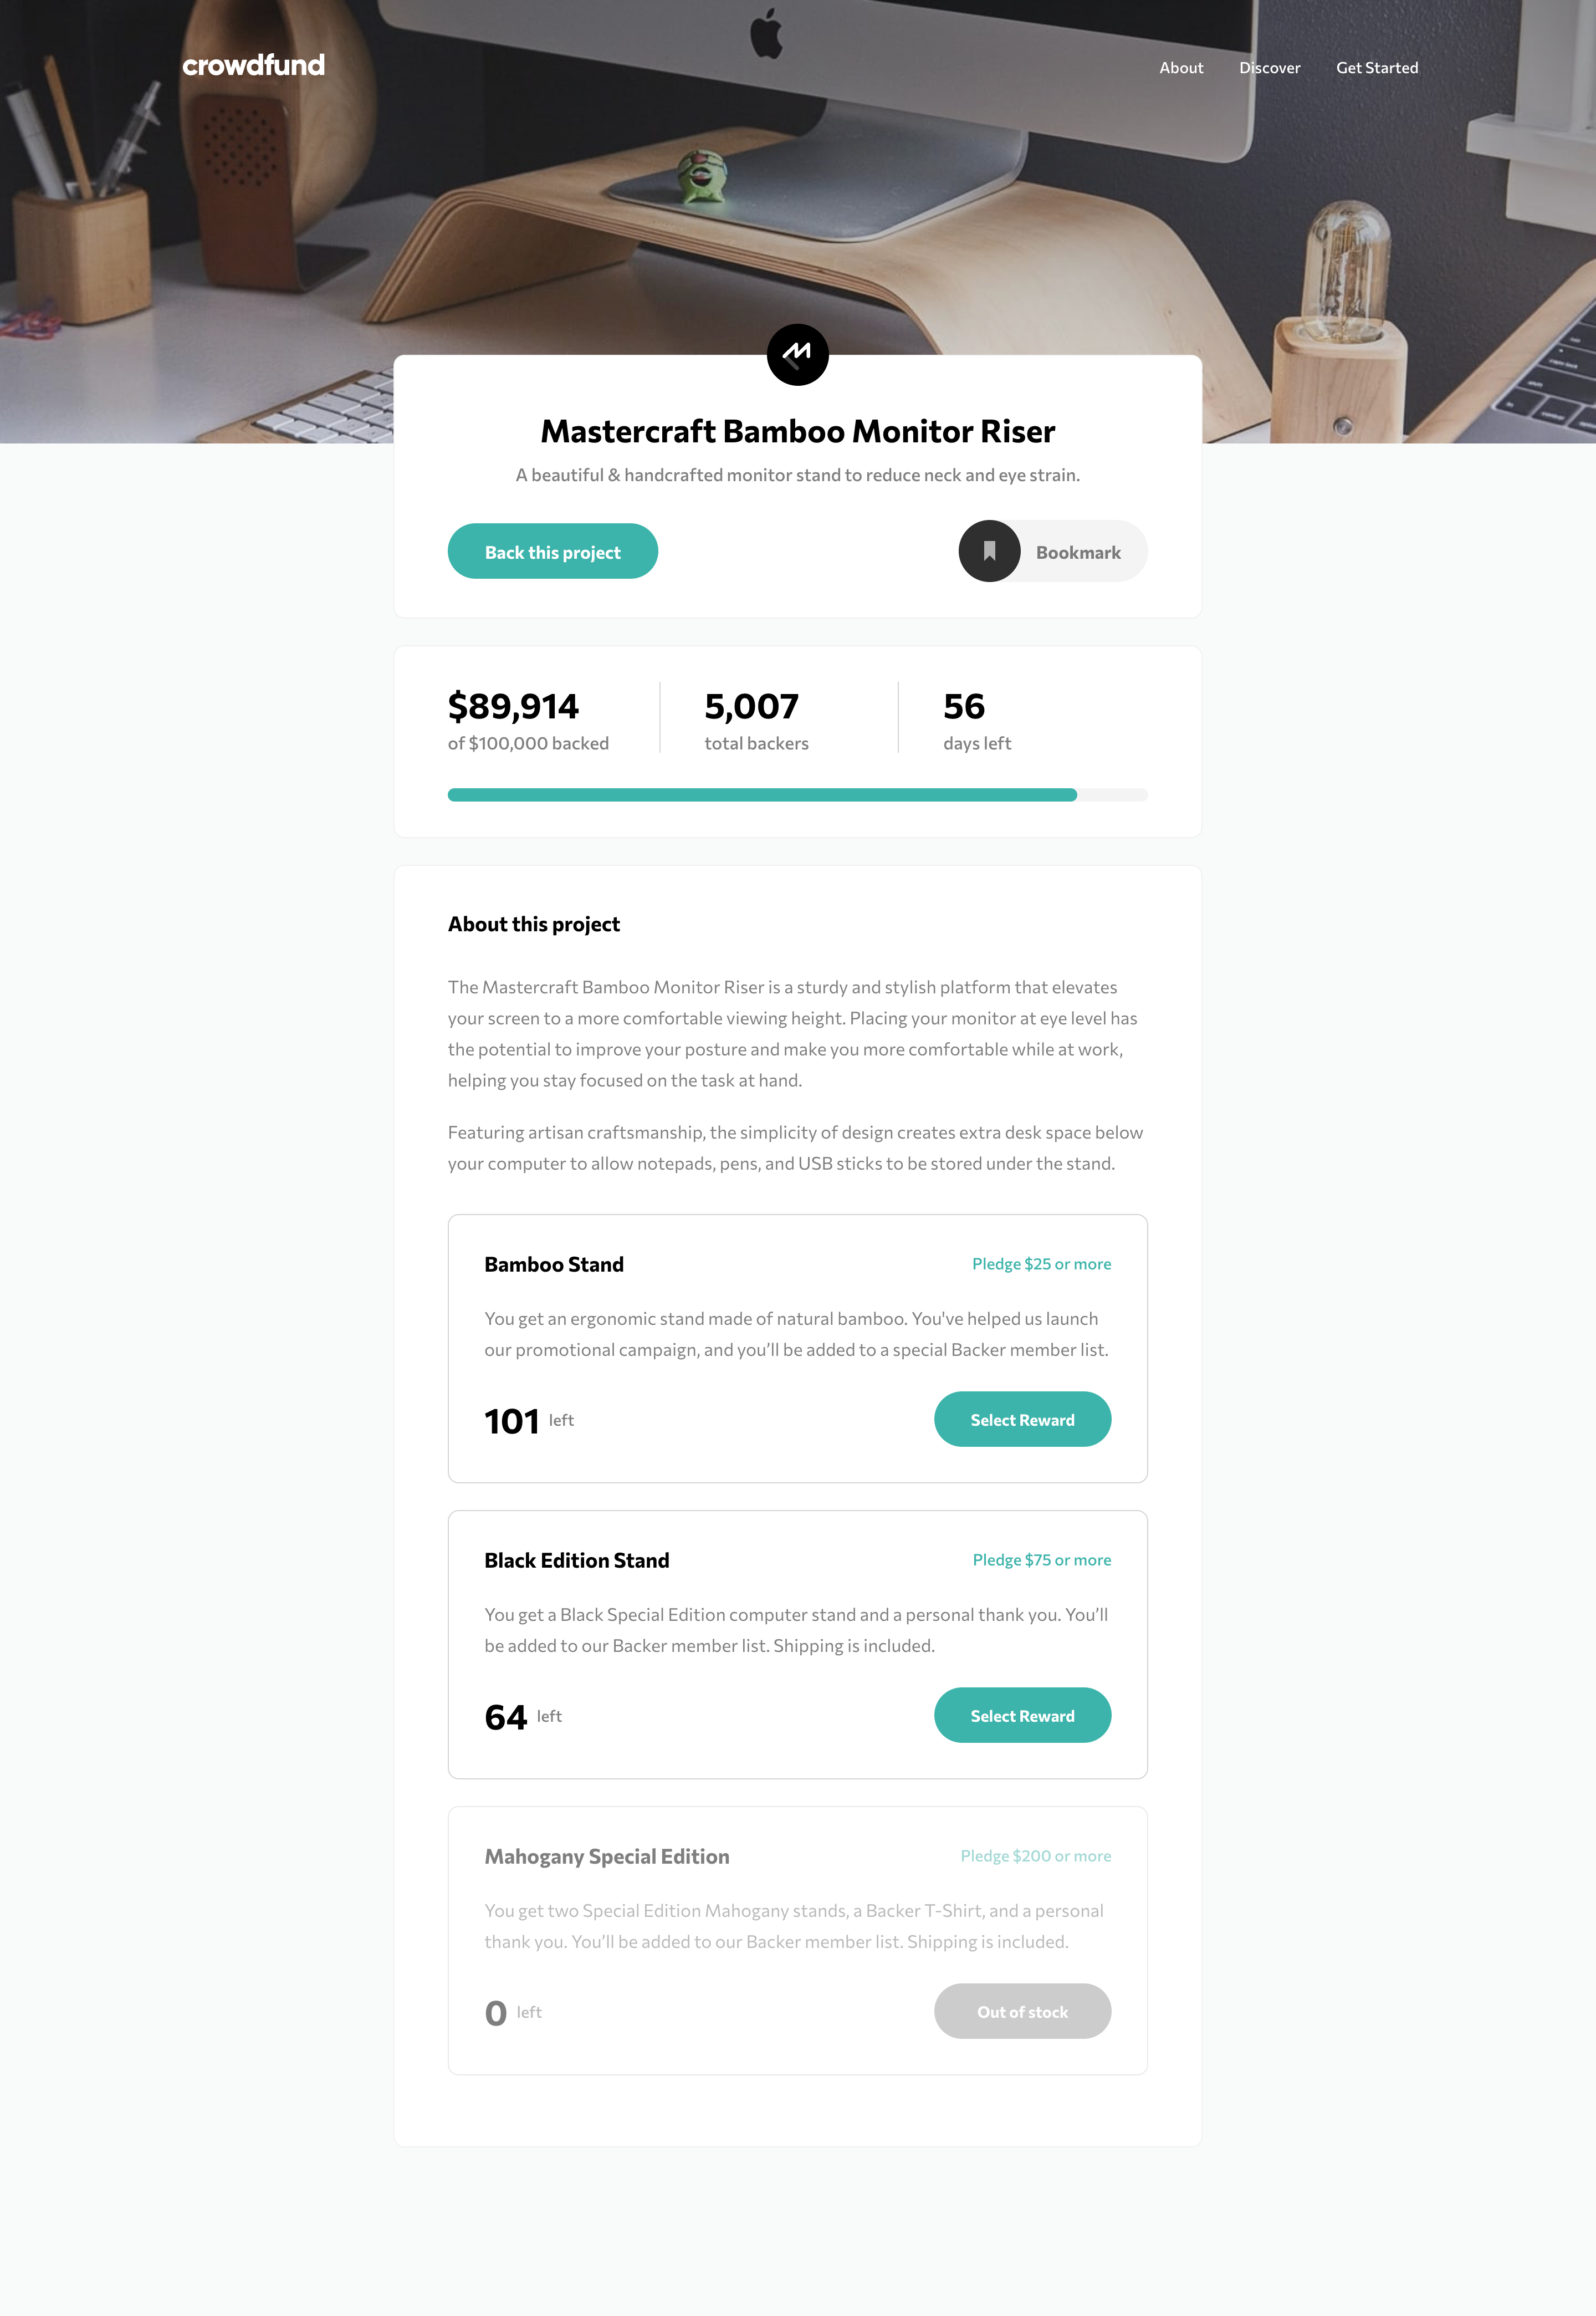 crowdfund
About
Discover
Get Started
Mastercraft Bamboo Monitor Riser
A beautiful & handcrafted monitor stand to reduce neck and eye strain.
Back this project
Bookmark
$89,914
of $100,000 backed
5,007
total backers
56
days left
About this project
The Mastercraft Bamboo Monitor Riser is a sturdy and stylish platform that elevates
your screen to a more comfortable viewing height. Placing your monitor at eye level has
the potential to improve your posture and make you more comfortable while at work,
helping you stay focused on the task at hand.
Featuring artisan craftsmanship, the simplicity of design creates extra desk space below
your computer to allow notepads, pens, and USB sticks to be stored under the stand.
Bamboo Stand
Pledge $25 or more
You get an ergonomic stand made of natural bamboo. You've helped us launch
our promotional campaign, and you’ll be added to a special Backer member list.
101 left
Select Reward
Black Edition Stand
Pledge $75 or more
You get a Black Special Edition computer stand and a personal thank you. You’ll
be added to our Backer member list. Shipping is included.
64 left
Select Reward
Mahogany Special Edition
Pledge $200 or more
You get two Special Edition Mahogany stands, a Backer T-Shirt, and a personal
thank you. You’ll be added to our Backer member list. Shipping is included.
0 left
Out of stock